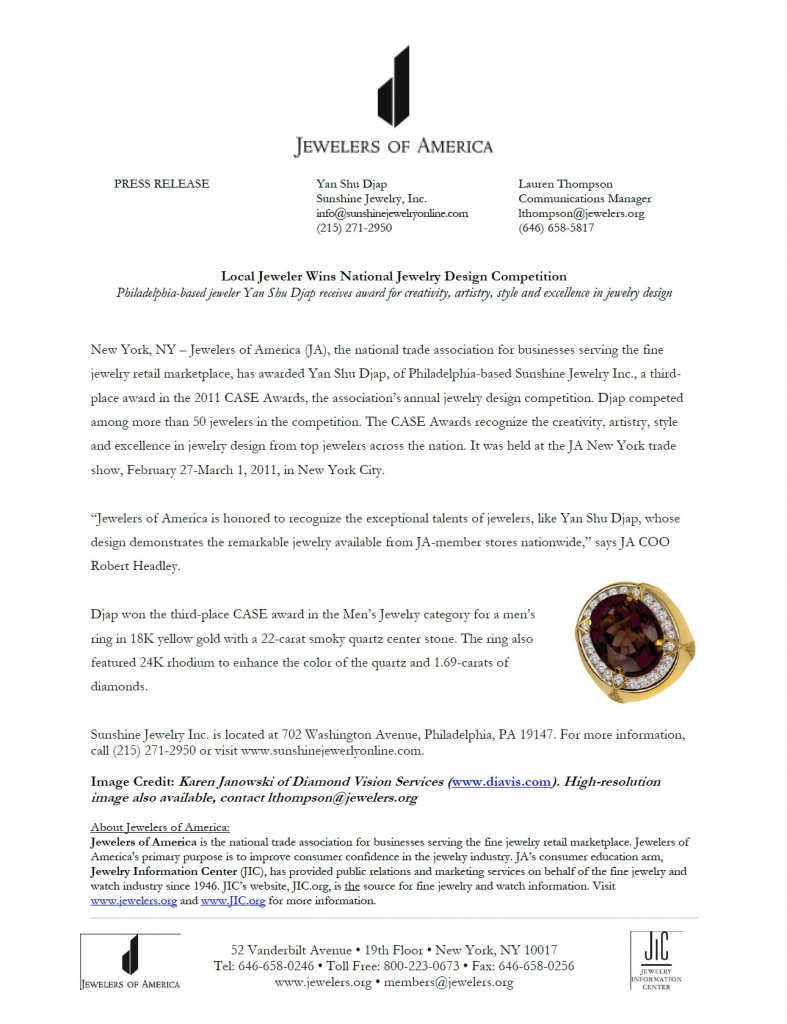 JEWELERS OF AMERICA
PRESS RELEASE
Yan Shu Djap
Sunshine Jewelry, Inc.
info@sunshinejewelryonline.com
(215) 271-2950
Lauren Thompson
Communications Manager
lthompson@jewelers.org
(646) 658-5817
Local Jeweler Wins National Jewelry Design Competition
Philadelphia-based jeweler Yan Shu Djap receives award for creativity, artistry, style and excellence in jewelry design
New York, NY – Jewelers of America (JA), the national trade association for businesses serving the fine
jewelry retail marketplace, has awarded Yan Shu Djap, of Philadelphia-based Sunshine Jewelry Inc., a third-
place award in the 2011 CASE Awards, the association's annual jewelry design competition. Djap competed
among more than 50 jewelers in the competition. The CASE Awards recognize the creativity, artistry, style
and excellence in jewelry design from top jewelers across the nation. It was held at the JA New York trade
show, February 27-March 1, 2011, in New York City.
“Jewelers of America is honored to recognize the exceptional talents of jewelers, like Yan Shu Djap, whose
design demonstrates the remarkable jewelry available from JA-member stores nationwide,” says JA COO
Robert Headley.
Djap won the third-place CASE award in the Men’s Jewelry category for a men’s
ring in 18K yellow gold with a 22-carat smoky quartz center stone. The ring also
featured 24K rhodium to enhance the color of the quartz and 1.69-carats of
diamonds.
Sunshine Jewelry Inc. is located at 702 Washington Avenue, Philadelphia, PA 19147. For more information,
call (215) 271-2950 or visit www.sunshinejewerlyonline.com.
Image Credit: Karen Janowski of Diamond Vision Services (www.diavis.com). High-resolution
image also available, contact lthompson@jewelers.org
About Jewelers of America:
Jewelers of America is the national trade association for businesses serving the fine jewelry retail marketplace. Jewelers of
America's primary purpose is to improve consumer confidence in the jewelry industry. JA’s consumer education arm,
Jewelry Information Center (JIC), has provided public relations and marketing services on behalf of the fine jewelry and
watch industry since 1946. JIC’s website, JIC.org, is the source for fine jewelry and watch information. Visit
www.jewelers.org and www.JIC.org for more information.
JEWELERS OF AMERICA
52 Vanderbilt Avenue • 19th Floor • New York, NY 10017
Tel: 646-658-0246 • Toll Free: 800-223-0673 • Fax: 646-658-0256
www.jewelers.org • members@jewelers.org
JIC
JEWELRY
INFORMATION
CENTER